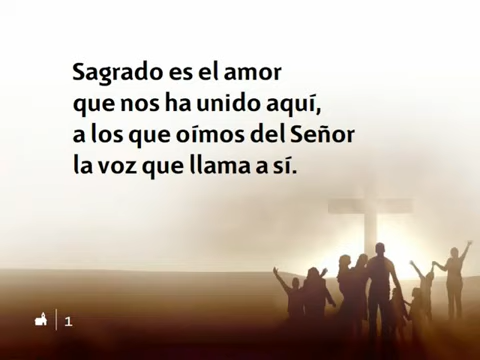 Sagrado es el amor
que nos ha unido aquí,
a los que oímos del Señor
la voz que llama a sí.
1